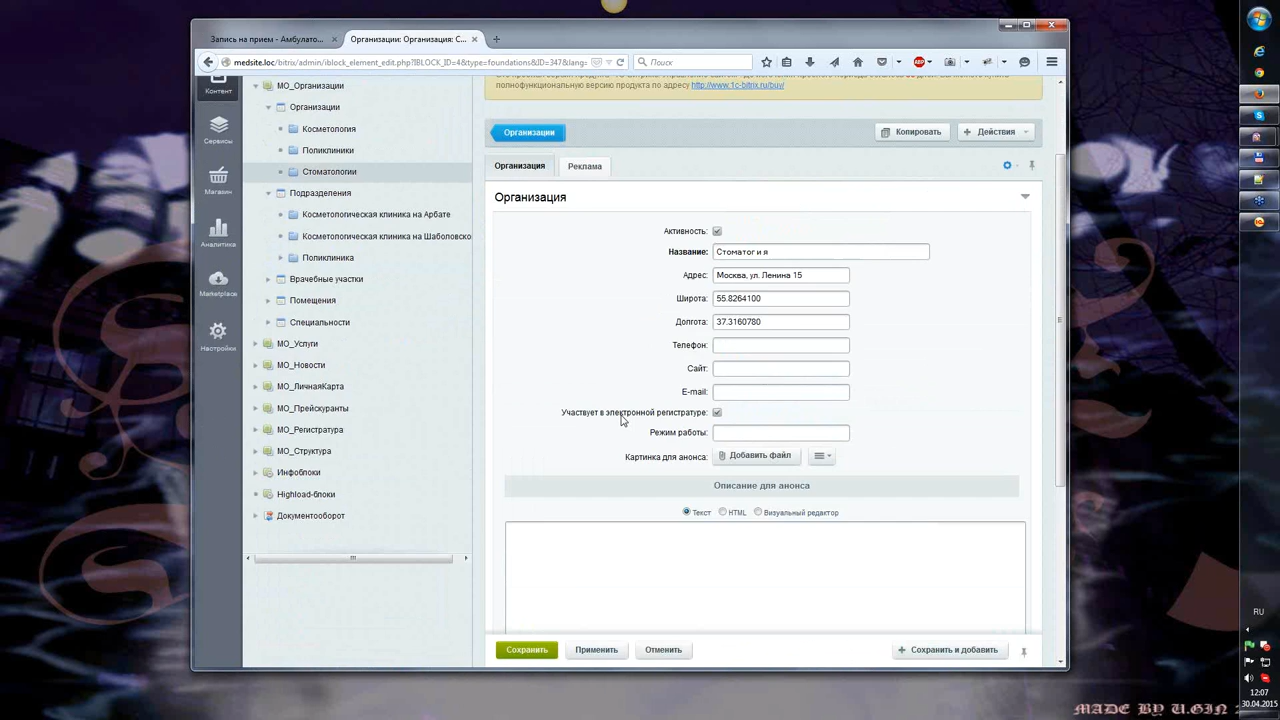 Запись на прием - Амбулато...
Организации: Организация: С...
medsite.loc/bitrix/admin/iblock_element_edit.php?IBLOCK_ID=4&type=foundations&ID=347&lang=
Поиск
ABP
полнофункциональную версию продукта по адресу http://www.1c-bitrix.ru/buy/
Контент
Сервисы
Магазин
Аналитика
Marketplace
Настройки
МО_Организации
Организации
Косметология
Поликлиники
Стоматологии
Подразделения
Косметологическая клиника на Арбате
Косметологическая клиника на Шаболовско
Поликлиника
Врачебные участки
Помещения
Специальности
МО_Услуги
МО_Новости
МО_ЛичнаяКарта
МО_Прейскуранты
МО_Регистратура
МО_Структура
Инфоблоки
Highload-блоки
Документооборот
Организации
Копировать
Действия
Организация
Реклама
Организация
Активность:
Название: Стоматог и я
Адрес: Москва, ул. Ленина 15
Широта: 55.8264100
Долгота: 37.3160780
Телефон:
Сайт:
E-mail:
Участвует в электронной регистратуре:
Режим работы:
Картинка для анонса: Добавить файл
Описание для анонса
Текст HTML Визуальный редактор
Сохранить
Применить
Отменить
Сохранить и добавить
RU
12:07
30.04.2015
MADE BY U.GIN